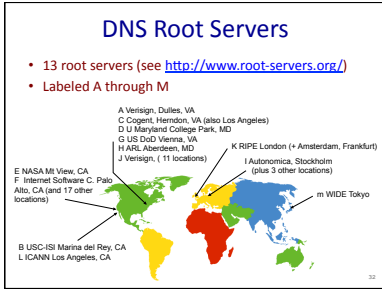 DNS Root Servers
• 13 root servers (see http://www.root-servers.org/)
• Labeled A through M
A Verisign, Dulles, VA
C Cogent, Herndon, VA (also Los Angeles)
D U Maryland College Park, MD
G US DoD Vienna, VA
H ARL Aberdeen, MD
J Verisign, ( 11 locations)
K RIPE London (+ Amsterdam, Frankfurt)
I Autonomica, Stockholm
(plus 3 other locations)
E NASA Mt View, CA
F Internet Software C. Palo
Alto, CA (and 17 other
locations)
m WIDE Tokyo
B USC-ISI Marina del Rey, CA
L ICANN Los Angeles, CA
32